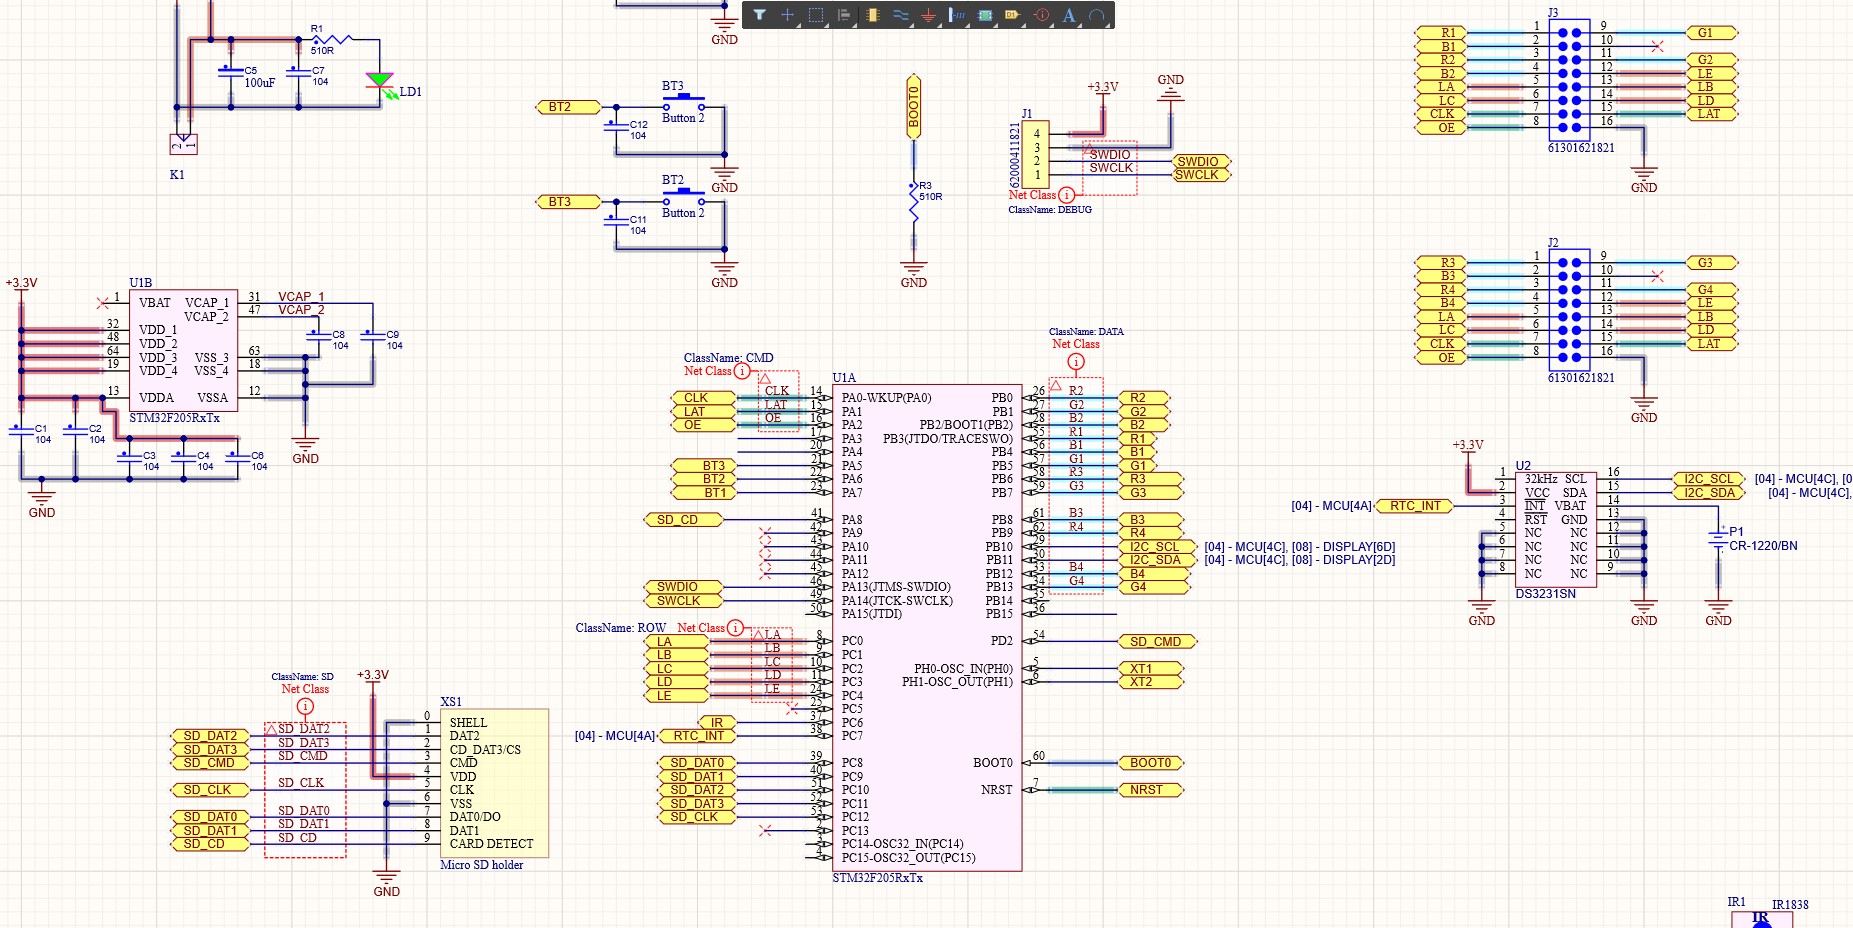 R1
510R
C5
100uF
C7
104
LD1
2
1
K1
GND
BT2
BT3
Button 2
C12
104
GND
BT3
BT2
Button 2
C11
104
GND
BOOT0
R3
510R
GND
+3.3V
GND
J1
62000411821
4
3
2
1
SWDIO
SWCLK
SWDIO
SWCLK
Net Class
ClassName: DEBUG
J3
R1 1 9 G1
B1 2 10
R2 3 11 G2
B2 4 12 LE
LA 5 13 LB
LC 6 14 LD
CLK 7 15 LAT
OE 8 16
61301621821
GND
J2
R3 1 9 G3
B3 2 10
R4 3 11 G4
B4 4 12 LE
LA 5 13 LB
LC 6 14 LD
CLK 7 15 LAT
OE 8 16
61301621821
GND
+3.3V
U1B
1 VBAT VCAP_1 31 VCAP_1
VCAP_2 47 VCAP_2
32 VDD_1
48 VDD_2
64 VDD_3 VSS_3 63
19 VDD_4 VSS_4 18
13 VDDA VSSA 12
STM32F205RxTx
C8
104
C9
104
C1
104
C2
104
C3
104
C4
104
C6
104
GND
GND
ClassName: CMD
Net Class
ClassName: DATA
Net Class
U1A
CLK CLK 14 PA0-WKUP(PA0) PB0 26 R2 R2
LAT LAT 15 PA1 PB1 27 G2 G2
OE OE 16 PA2 PB2/BOOT1(PB2) 28 B2 B2
17 PA3 PB3(JTDO/TRACESWO) 55 R1 R1
20 PA4 PB4 56 B1 B1
BT3 21 PA5 PB5 57 G1 G1
BT2 22 PA6 PB6 58 R3 R3
BT1 23 PA7 PB7 59 G3 G3
SD_CD 41 PA8 PB8 61 B3 B3
42 PA9 PB9 62 R4 R4
43 PA10 PB10 29 I2C_SCL [04] - MCU[4C], [08] - DISPLAY[6D]
44 PA11 PB11 30 I2C_SDA [04] - MCU[4C], [08] - DISPLAY[2D]
45 PA12 PB12 33 B4 B4
SWDIO 46 PA13(JTMS-SWDIO) PB13 34 G4 G4
SWCLK 49 PA14(JTCK-SWCLK) PB14 35
50 PA15(JTDI) PB15 36
ClassName: ROW Net Class
LA LA 8 PC0 PD2 54 SD_CMD
LB LB 9 PC1
LC LC 10 PC2 PH0-OSC_IN(PH0) 5 XT1
LD LD 11 PC3 PH1-OSC_OUT(PH1) 6 XT2
LE LE 24 PC4
25 PC5
IR 37 PC6
[04] - MCU[4A] RTC_INT 38 PC7
SD_DAT0 39 PC8 BOOT0 60 BOOT0
SD_DAT1 40 PC9
SD_DAT2 51 PC10 NRST 7 NRST
SD_DAT3 52 PC11
SD_CLK 53 PC12
2 PC13
3 PC14-OSC32_IN(PC14)
4 PC15-OSC32_OUT(PC15)
STM32F205RxTx
+3.3V
U2
1 32kHz SCL 16 I2C_SCL [04] - MCU[4C], [0
2 VCC SDA 15 I2C_SDA [04] - MCU[4C],
[04] - MCU[4A] RTC_INT 3 INT VBAT 14
4 RST GND 13
5 NC NC 12
6 NC NC 11
7 NC NC 10
8 NC NC 9
DS3231SN
P1
CR-1220/BN
GND
GND
GND
ClassName: SD
Net Class
+3.3V
XS1
0 SHELL
SD_DAT2 SD_DAT2 1 DAT2
SD_DAT3 SD_DAT3 2 CD_DAT3/CS
SD_CMD SD_CMD 3 CMD
4 VDD
SD_CLK SD_CLK 5 CLK
6 VSS
SD_DAT0 SD_DAT0 7 DAT0/DO
SD_DAT1 SD_DAT1 8 DAT1
SD_CD SD_CD 9 CARD DETECT
Micro SD holder
GND
IR1
IR1838
IR